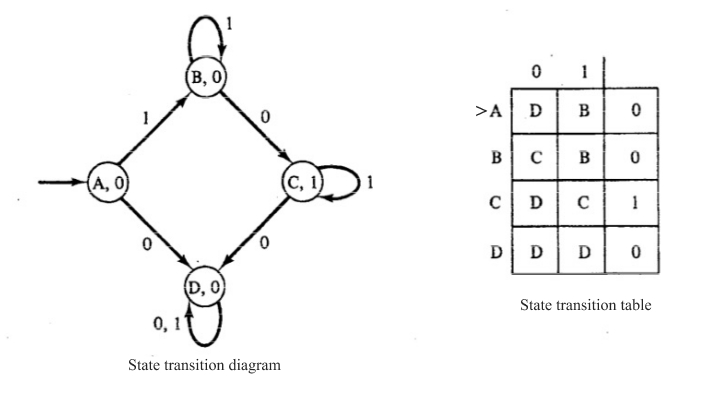 1
B, 0
1
0
A, 0
C, 1
1
0
0
D, 0
0, 1
State transition diagram
0 1
>A D B 0
B C B 0
C D C 1
D D D 0
State transition table